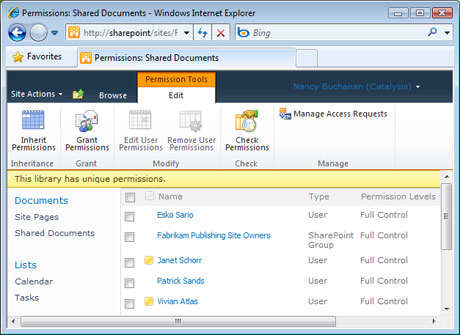 Permissions: Shared Documents - Windows Internet Explorer
http://sharepoint/sites/F
Bing
Favorites
Permissions: Shared Documents
Permission Tools
Site Actions
Browse
Edit
Nancy Buchanan (Catalysis)
Inherit Permissions
Grant Permissions
Edit User Permissions
Remove User Permissions
Check Permissions
Manage Access Requests
Inheritance
Grant
Modify
Check
Manage
This library has unique permissions.
Documents
Site Pages
Shared Documents
Lists
Calendar
Tasks
Name Type Permission Levels
Esko Sario User Full Control
Fabrikam Publishing Site Owners SharePoint Group Full Control
Janet Schorr User Full Control
Patrick Sands User Full Control
Vivian Atlas User Full Control